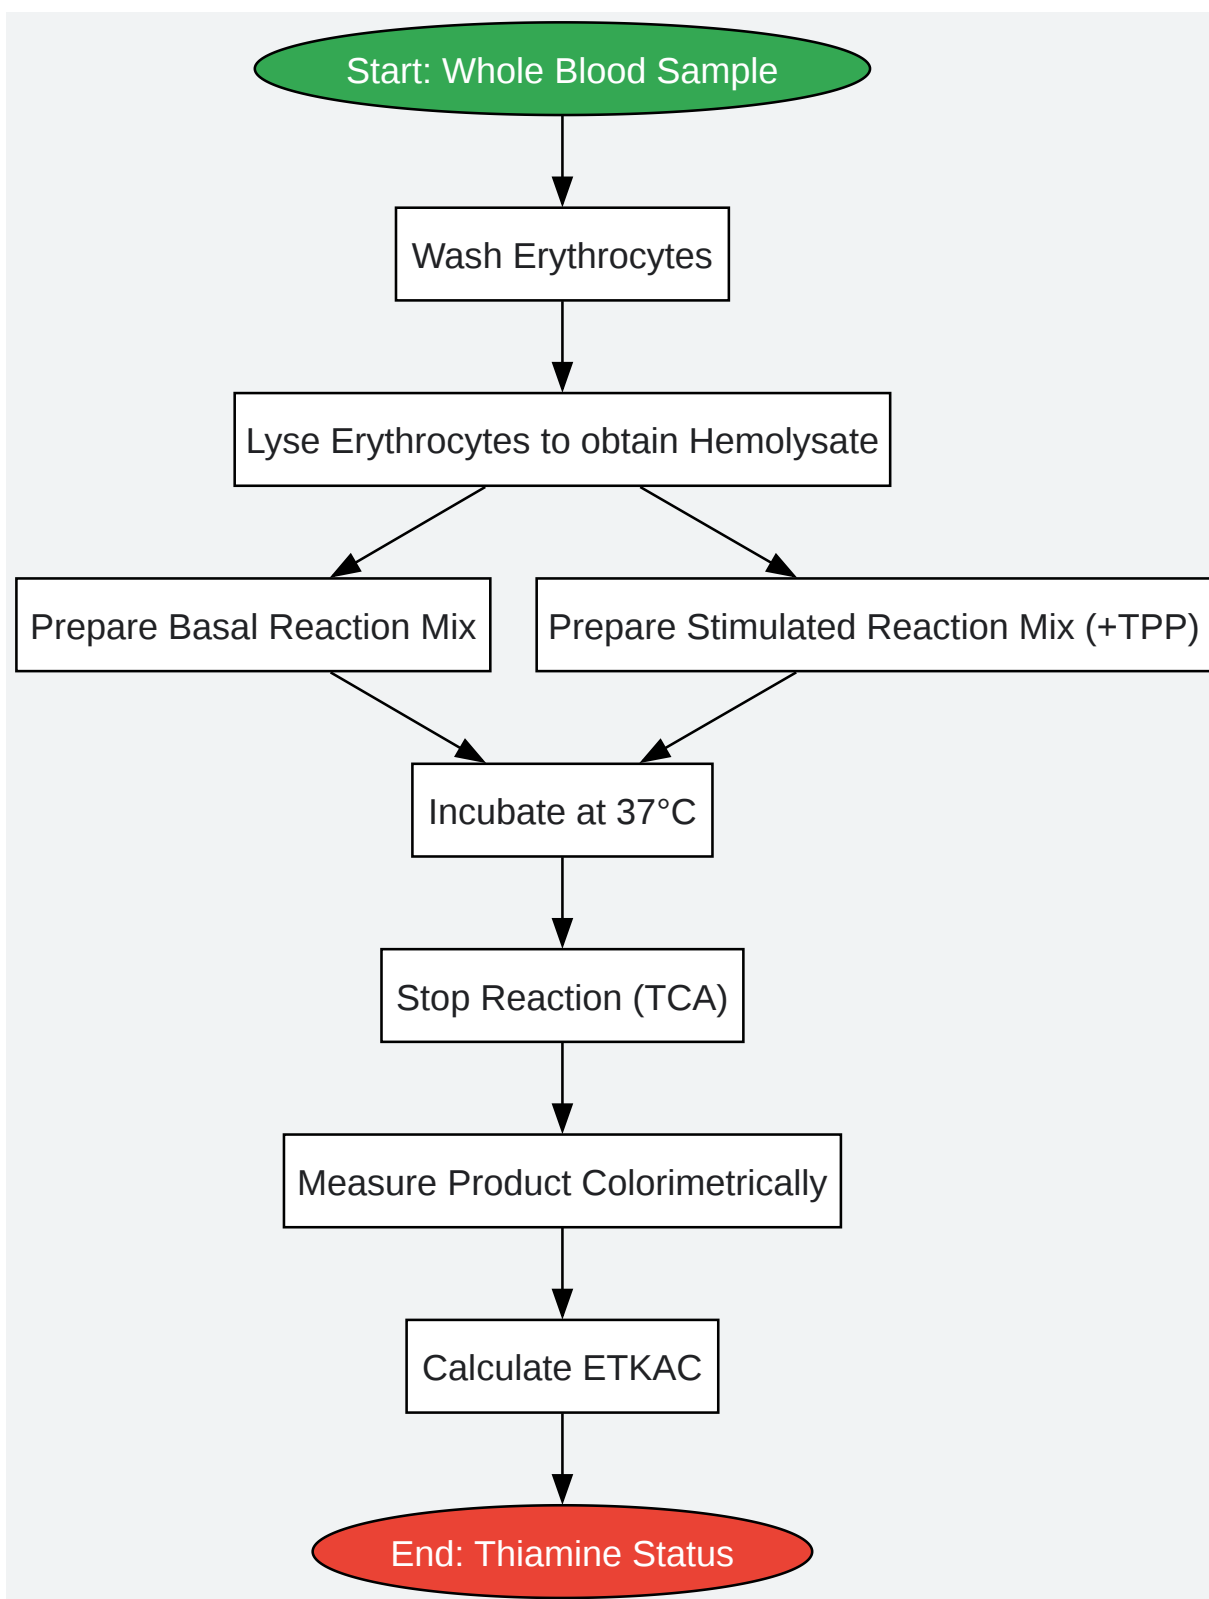 Start: Whole Blood Sample
Wash Erythrocytes
Lyse Erythrocytes to obtain Hemolysate
Prepare Basal Reaction Mix
Prepare Stimulated Reaction Mix (+TPP)
Incubate at 37°C
Stop Reaction (TCA)
Measure Product Colorimetrically
Calculate ETKAC
End: Thiamine Status